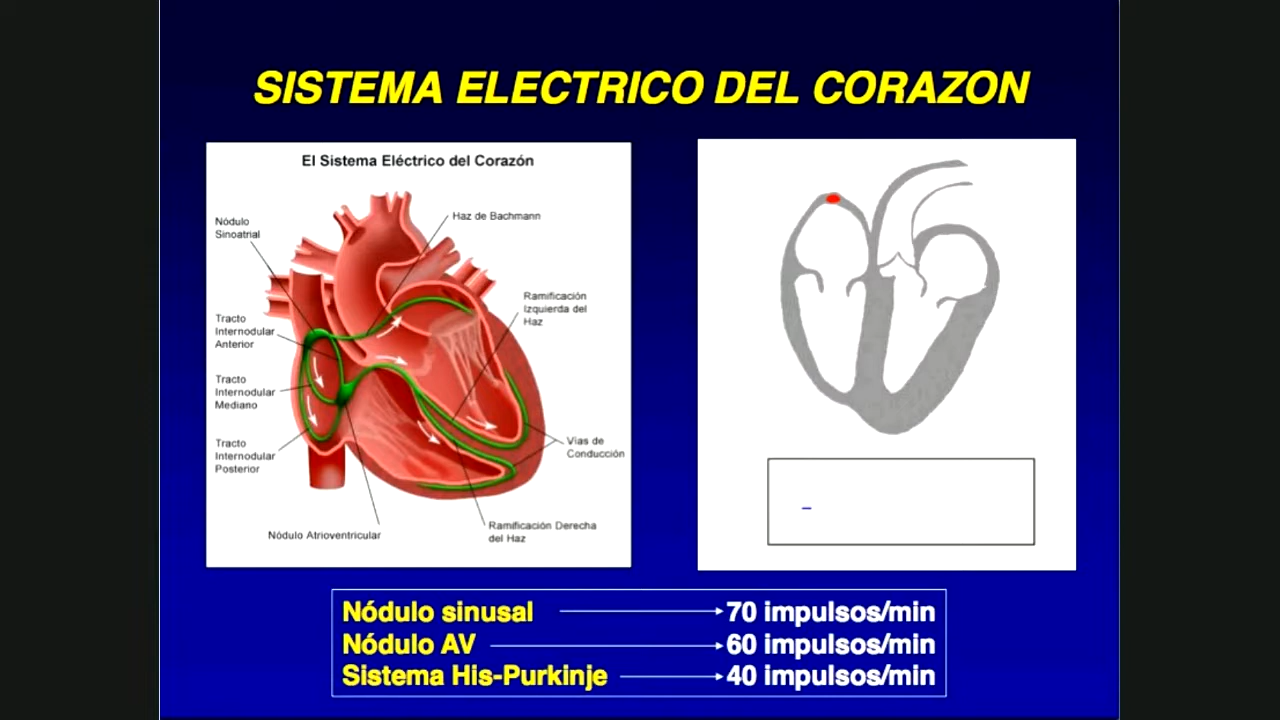 SISTEMA ELECTRICO DEL CORAZON
El Sistema Eléctrico del Corazón
Nódulo
Sinoatrial
Haz de Bachmann
Ramificación
Izquierda del
Haz
Tracto
Internodular
Anterior
Tracto
Internodular
Mediano
Tracto
Internodular
Posterior
Vías de
Conducción
Nódulo Atrioventricular
Ramificación Derecha
del Haz
Nódulo sinusal 70 impulsos/min
Nódulo AV 60 impulsos/min
Sistema His-Purkinje 40 impulsos/min